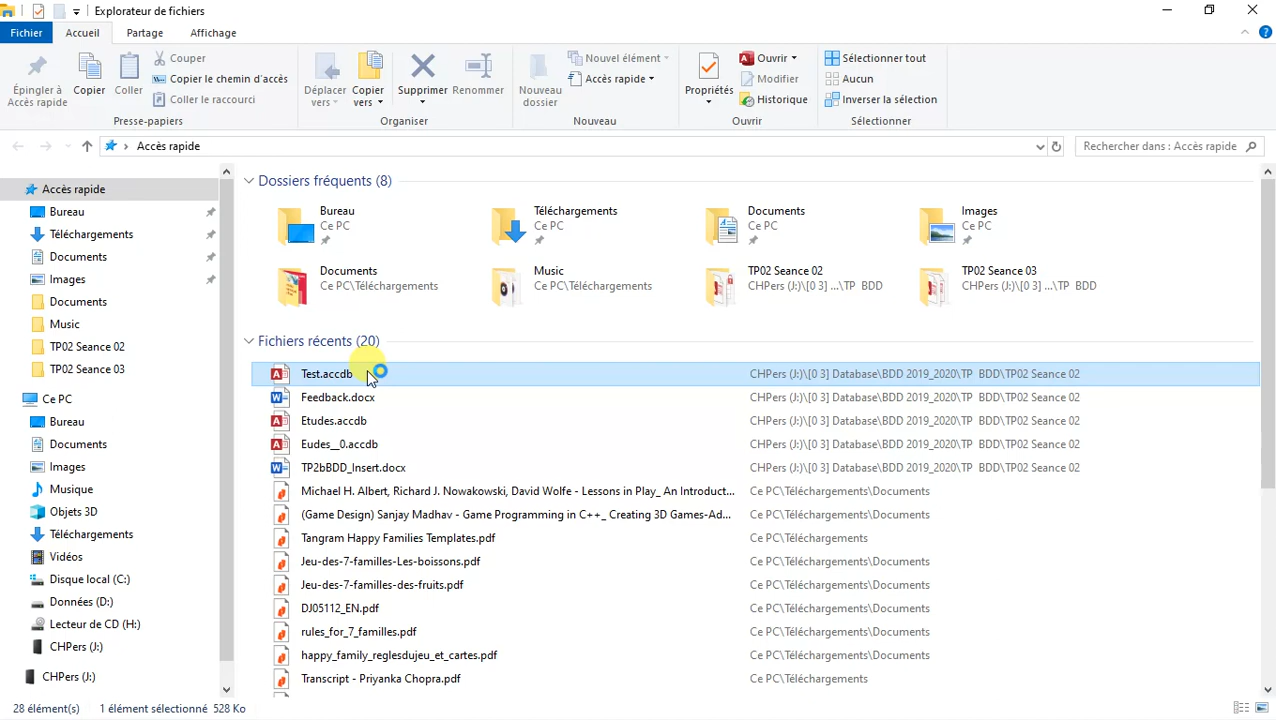 Explorateur de fichiers
Fichier Accueil Partage Affichage
Épingler à Accès rapide
Copier
Coller
Couper
Copier le chemin d'accès
Coller le raccourci
Presse-papiers
Déplacer vers
Copier vers
Supprimer
Renommer
Organiser
Nouveau dossier
Nouvel élément
Accès rapide
Nouveau
Propriétés
Ouvrir
Modifier
Historique
Ouvrir
Sélectionner tout
Aucun
Inverser la sélection
Sélectionner
Accès rapide
Rechercher dans : Accès rapide
Accès rapide
Bureau
Téléchargements
Documents
Images
Documents
Music
TP02 Seance 02
TP02 Seance 03
Ce PC
Bureau
Documents
Images
Musique
Objets 3D
Téléchargements
Vidéos
Disque local (C:)
Données (D:)
Lecteur de CD (H:)
CHPers (J:)
CHPers (J:)
Dossiers fréquents (8)
Bureau
Ce PC
Téléchargements
Ce PC
Documents
Ce PC
Images
Ce PC
Documents
Ce PC\Téléchargements
Music
Ce PC\Téléchargements
TP02 Seance 02
CHPers (J:)\[0 3] ...\TP BDD
TP02 Seance 03
CHPers (J:)\[0 3] ...\TP BDD
Fichiers récents (20)
Test.accdb CHPers (J:)\[0 3] Database\BDD 2019_2020\TP BDD\TP02 Seance 02
Feedback.docx CHPers (J:)\[0 3] Database\BDD 2019_2020\TP BDD\TP02 Seance 02
Etudes.accdb CHPers (J:)\[0 3] Database\BDD 2019_2020\TP BDD\TP02 Seance 02
Eudes__0.accdb CHPers (J:)\[0 3] Database\BDD 2019_2020\TP BDD\TP02 Seance 02
TP2bBDD_Insert.docx CHPers (J:)\[0 3] Database\BDD 2019_2020\TP BDD\TP02 Seance 02
Michael H. Albert, Richard J. Nowakowski, David Wolfe - Lessons in Play_ An Introduct... Ce PC\Téléchargements\Documents
(Game Design) Sanjay Madhav - Game Programming in C++_ Creating 3D Games-Ad... Ce PC\Téléchargements\Documents
Tangram Happy Families Templates.pdf Ce PC\Téléchargements
Jeu-des-7-familles-Les-boissons.pdf Ce PC\Téléchargements\Documents
Jeu-des-7-familles-des-fruits.pdf Ce PC\Téléchargements\Documents
DJ05112_EN.pdf Ce PC\Téléchargements\Documents
rules_for_7_familles.pdf Ce PC\Téléchargements\Documents
happy_family_reglesdujeu_et_cartes.pdf Ce PC\Téléchargements\Documents
Transcript - Priyanka Chopra.pdf Ce PC\Téléchargements
28 élément(s) 1 élément sélectionné 528 Ko